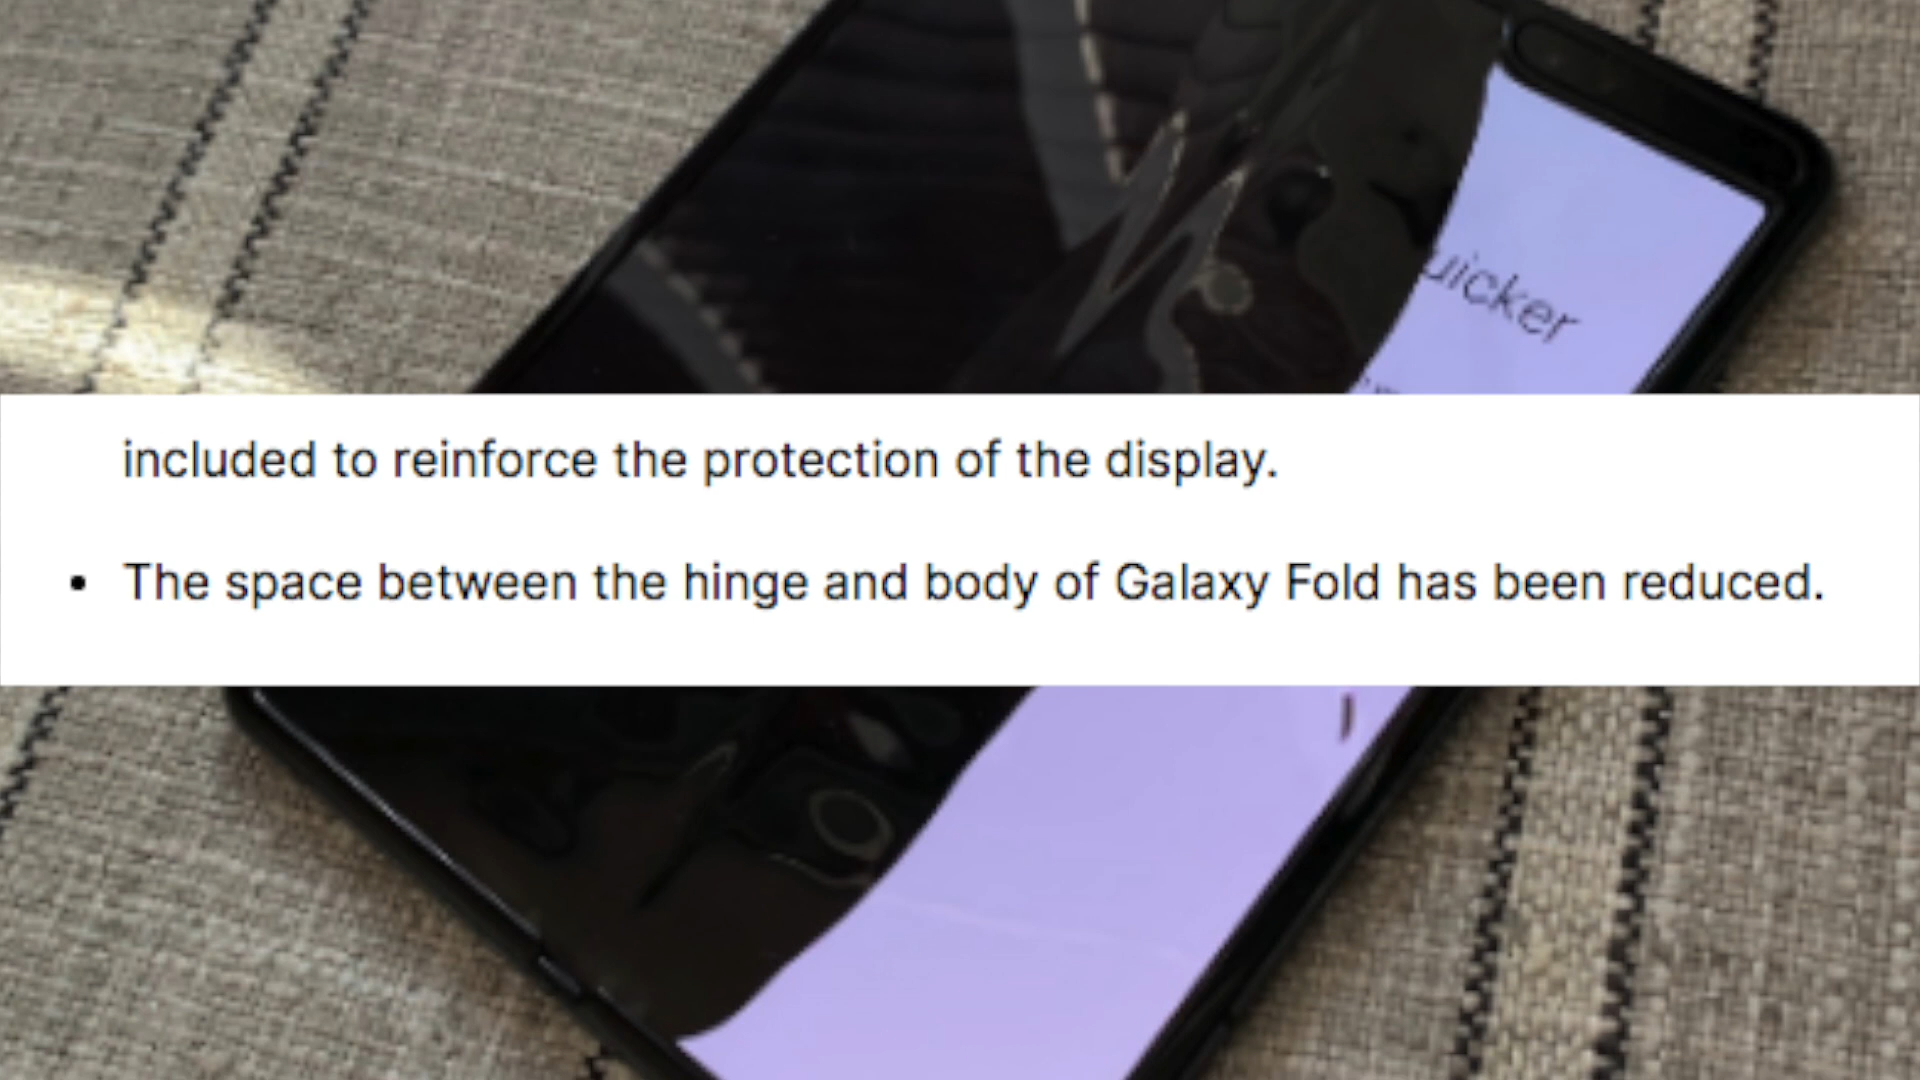 uicker
included to reinforce the protection of the display.
• The space between the hinge and body of Galaxy Fold has been reduced.